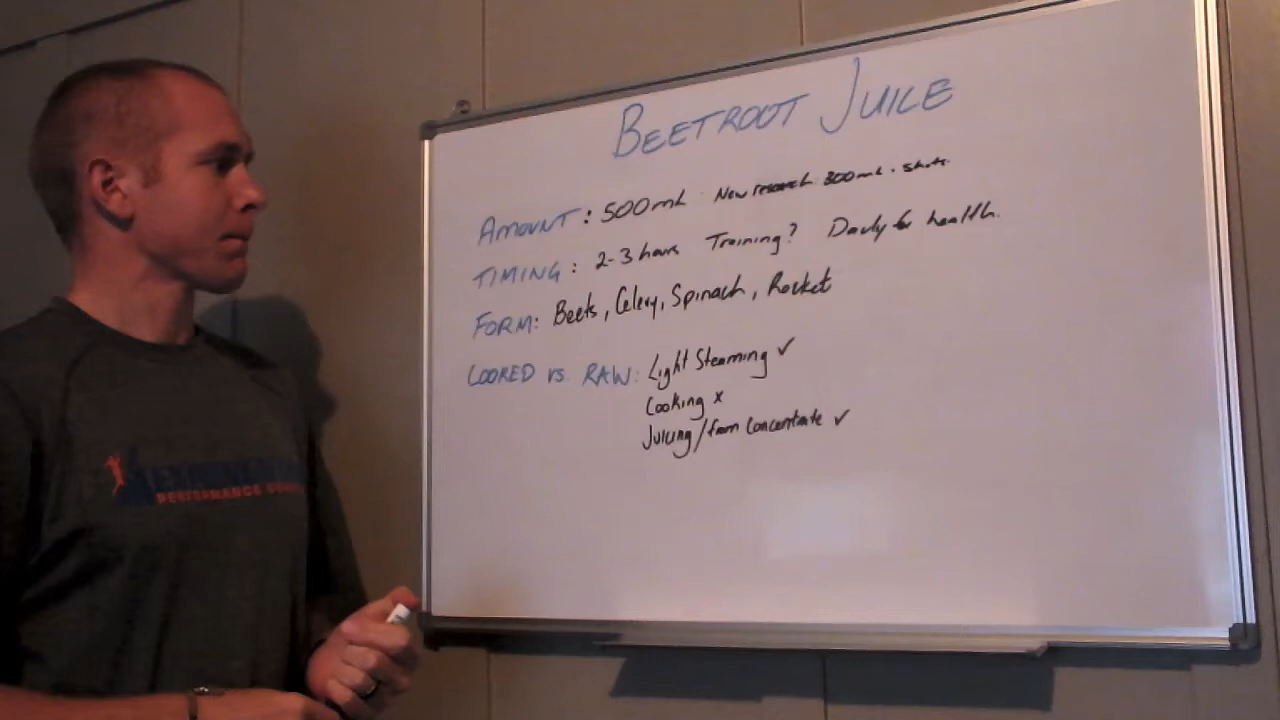 BEETROOT JUICE
AMOUNT: 500mL New research 300mL. shots.
TIMING: 2-3 hours Training? Daily for health.
FORM: Beets, Celery, Spinach, Rocket
COOKED vs. RAW: Light Steaming ✓
Cooking x
Juicing/from concentrate ✓
PERFORMANCE